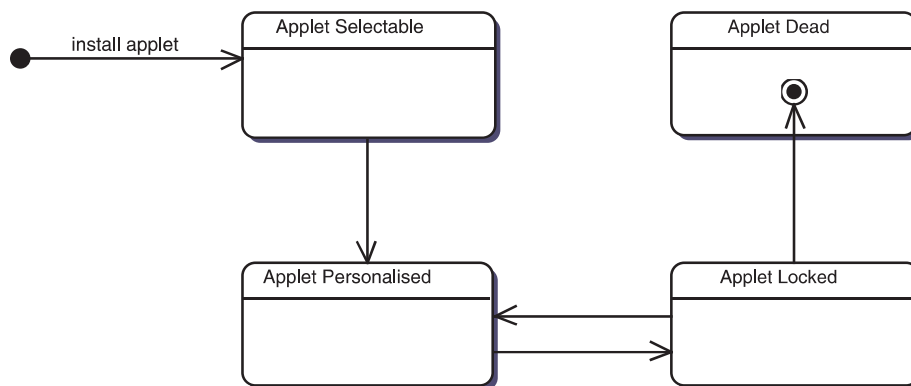 install applet
Applet Selectable
Applet Dead
Applet Personalised
Applet Locked